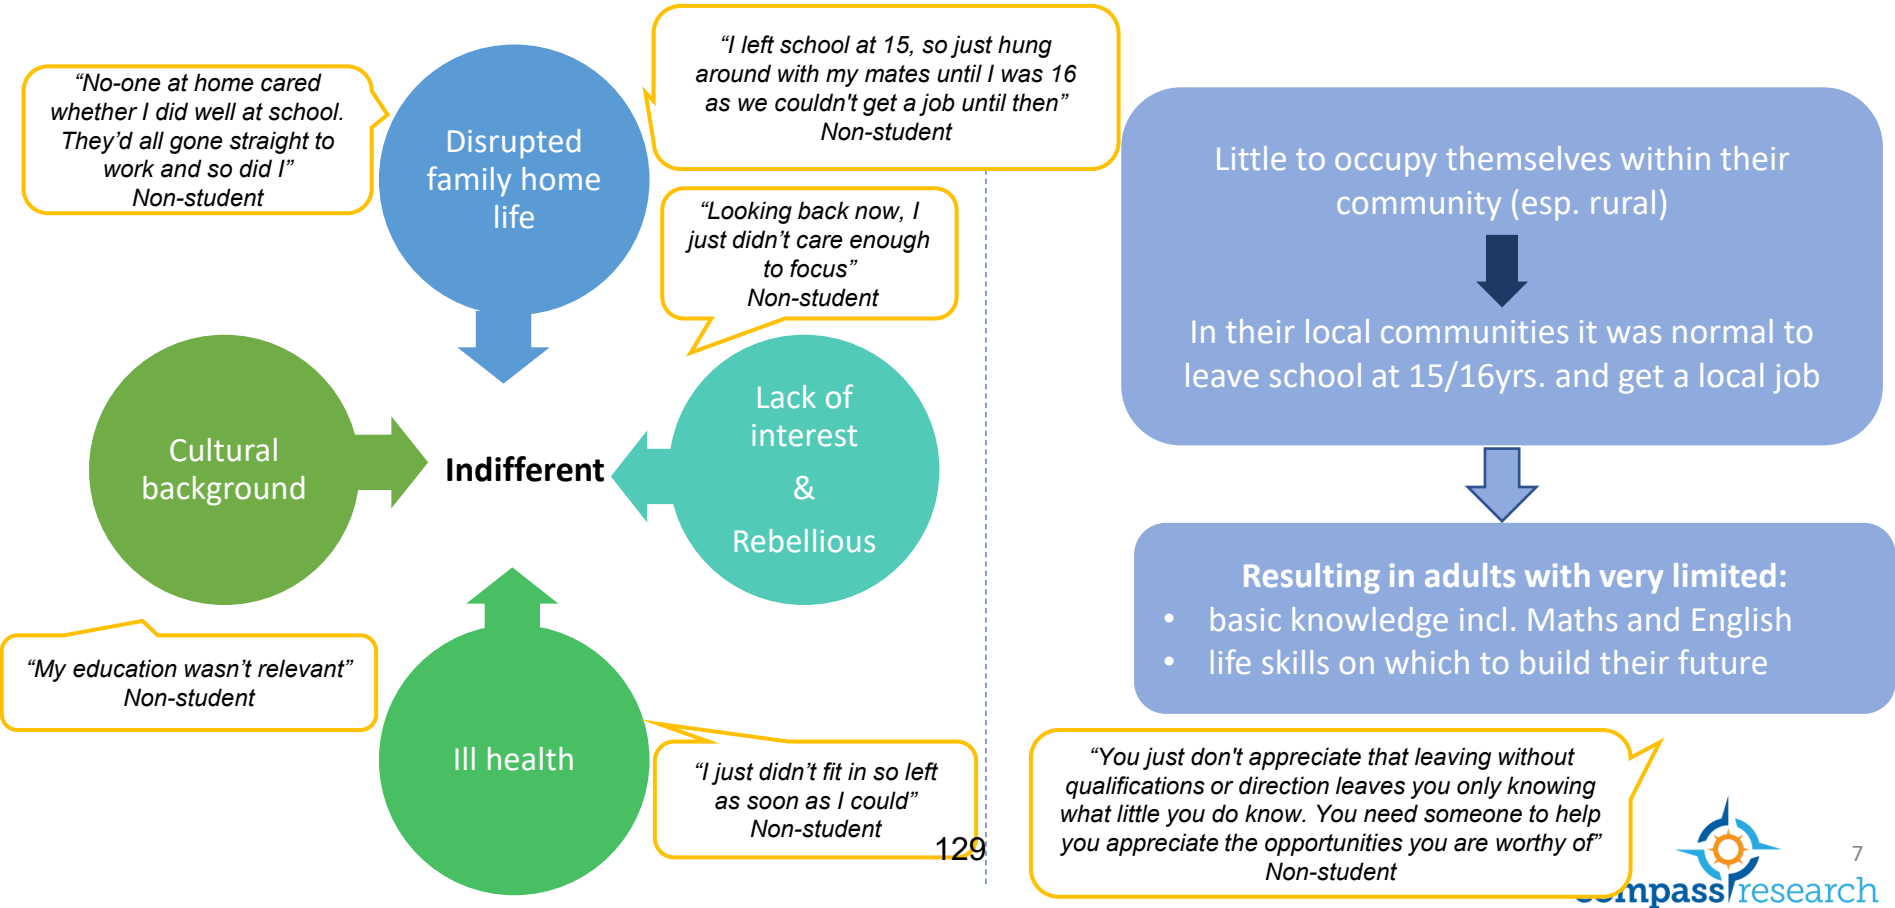 “No-one at home cared
whether I did well at school.
They’d all gone straight to
work and so did I”
Non-student
Disrupted
family home
life
“I left school at 15, so just hung
around with my mates until I was 16
as we couldn't get a job until then”
Non-student
“Looking back now, I
just didn’t care enough
to focus”
Non-student
Cultural
background
Indifferent
Lack of
interest
&
Rebellious
“My education wasn’t relevant”
Non-student
Ill health
“I just didn’t fit in so left
as soon as I could”
Non-student
129
Little to occupy themselves within their
community (esp. rural)
In their local communities it was normal to
leave school at 15/16yrs. and get a local job
Resulting in adults with very limited:
• basic knowledge incl. Maths and English
• life skills on which to build their future
“You just don't appreciate that leaving without
qualifications or direction leaves you only knowing
what little you do know. You need someone to help
you appreciate the opportunities you are worthy of”
Non-student
7
compass research